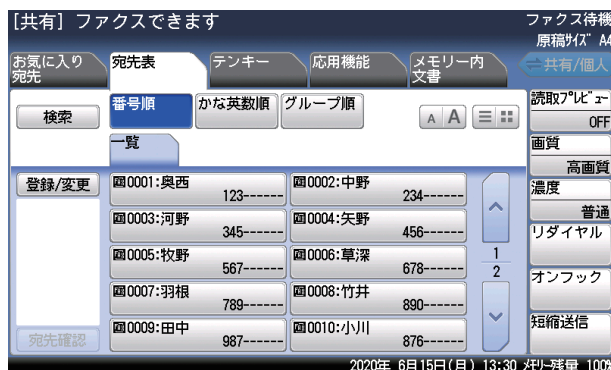 [共有] ファクスできます
ファクス待機
原稿ｻｲｽﾞ A4
お気に入り
宛先
宛先表
テンキー
応用機能
メモリー内
文書
共有/個人
検索
番号順
かな英数順
グループ順
A A
一覧
読取ﾌﾟﾚﾋﾞｭｰ
OFF
画質
高画質
濃度
普通
リダイヤル
オンフック
短縮送信
登録/変更
0001:奥西
123------
0002:中野
234------
0003:河野
345------
0004:矢野
456------
0005:牧野
567------
0006:草深
678------
0007:羽根
789------
0008:竹井
890------
0009:田中
987------
0010:小川
876------
1
2
宛先確認
2020年 6月15日(月) 13:30 ﾒﾓﾘｰ残量 100%